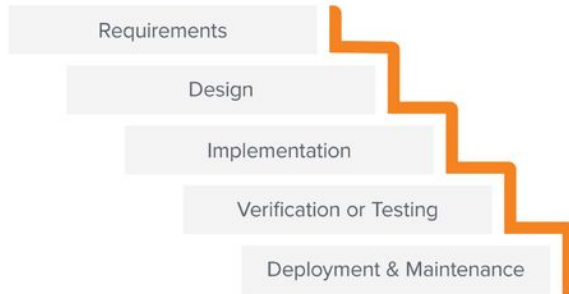 Requirements
Design
Implementation
Verification or Testing
Deployment & Maintenance